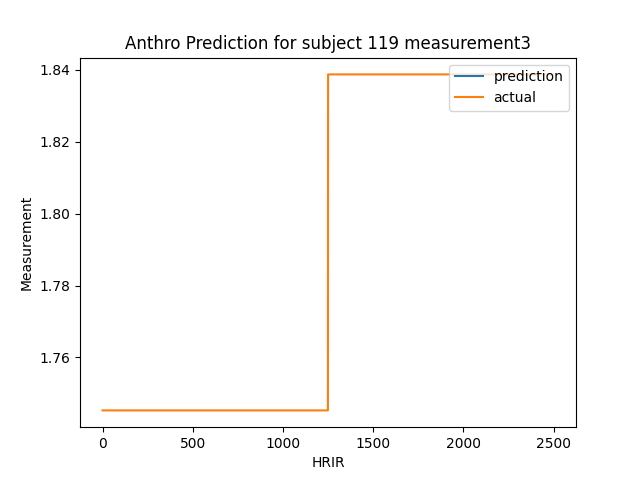 Anthro Prediction for subject 119 measurement3
1.84
1.82
1.80
1.78
1.76
Measurement
prediction
actual
0
500
1000
1500
2000
2500
HRIR